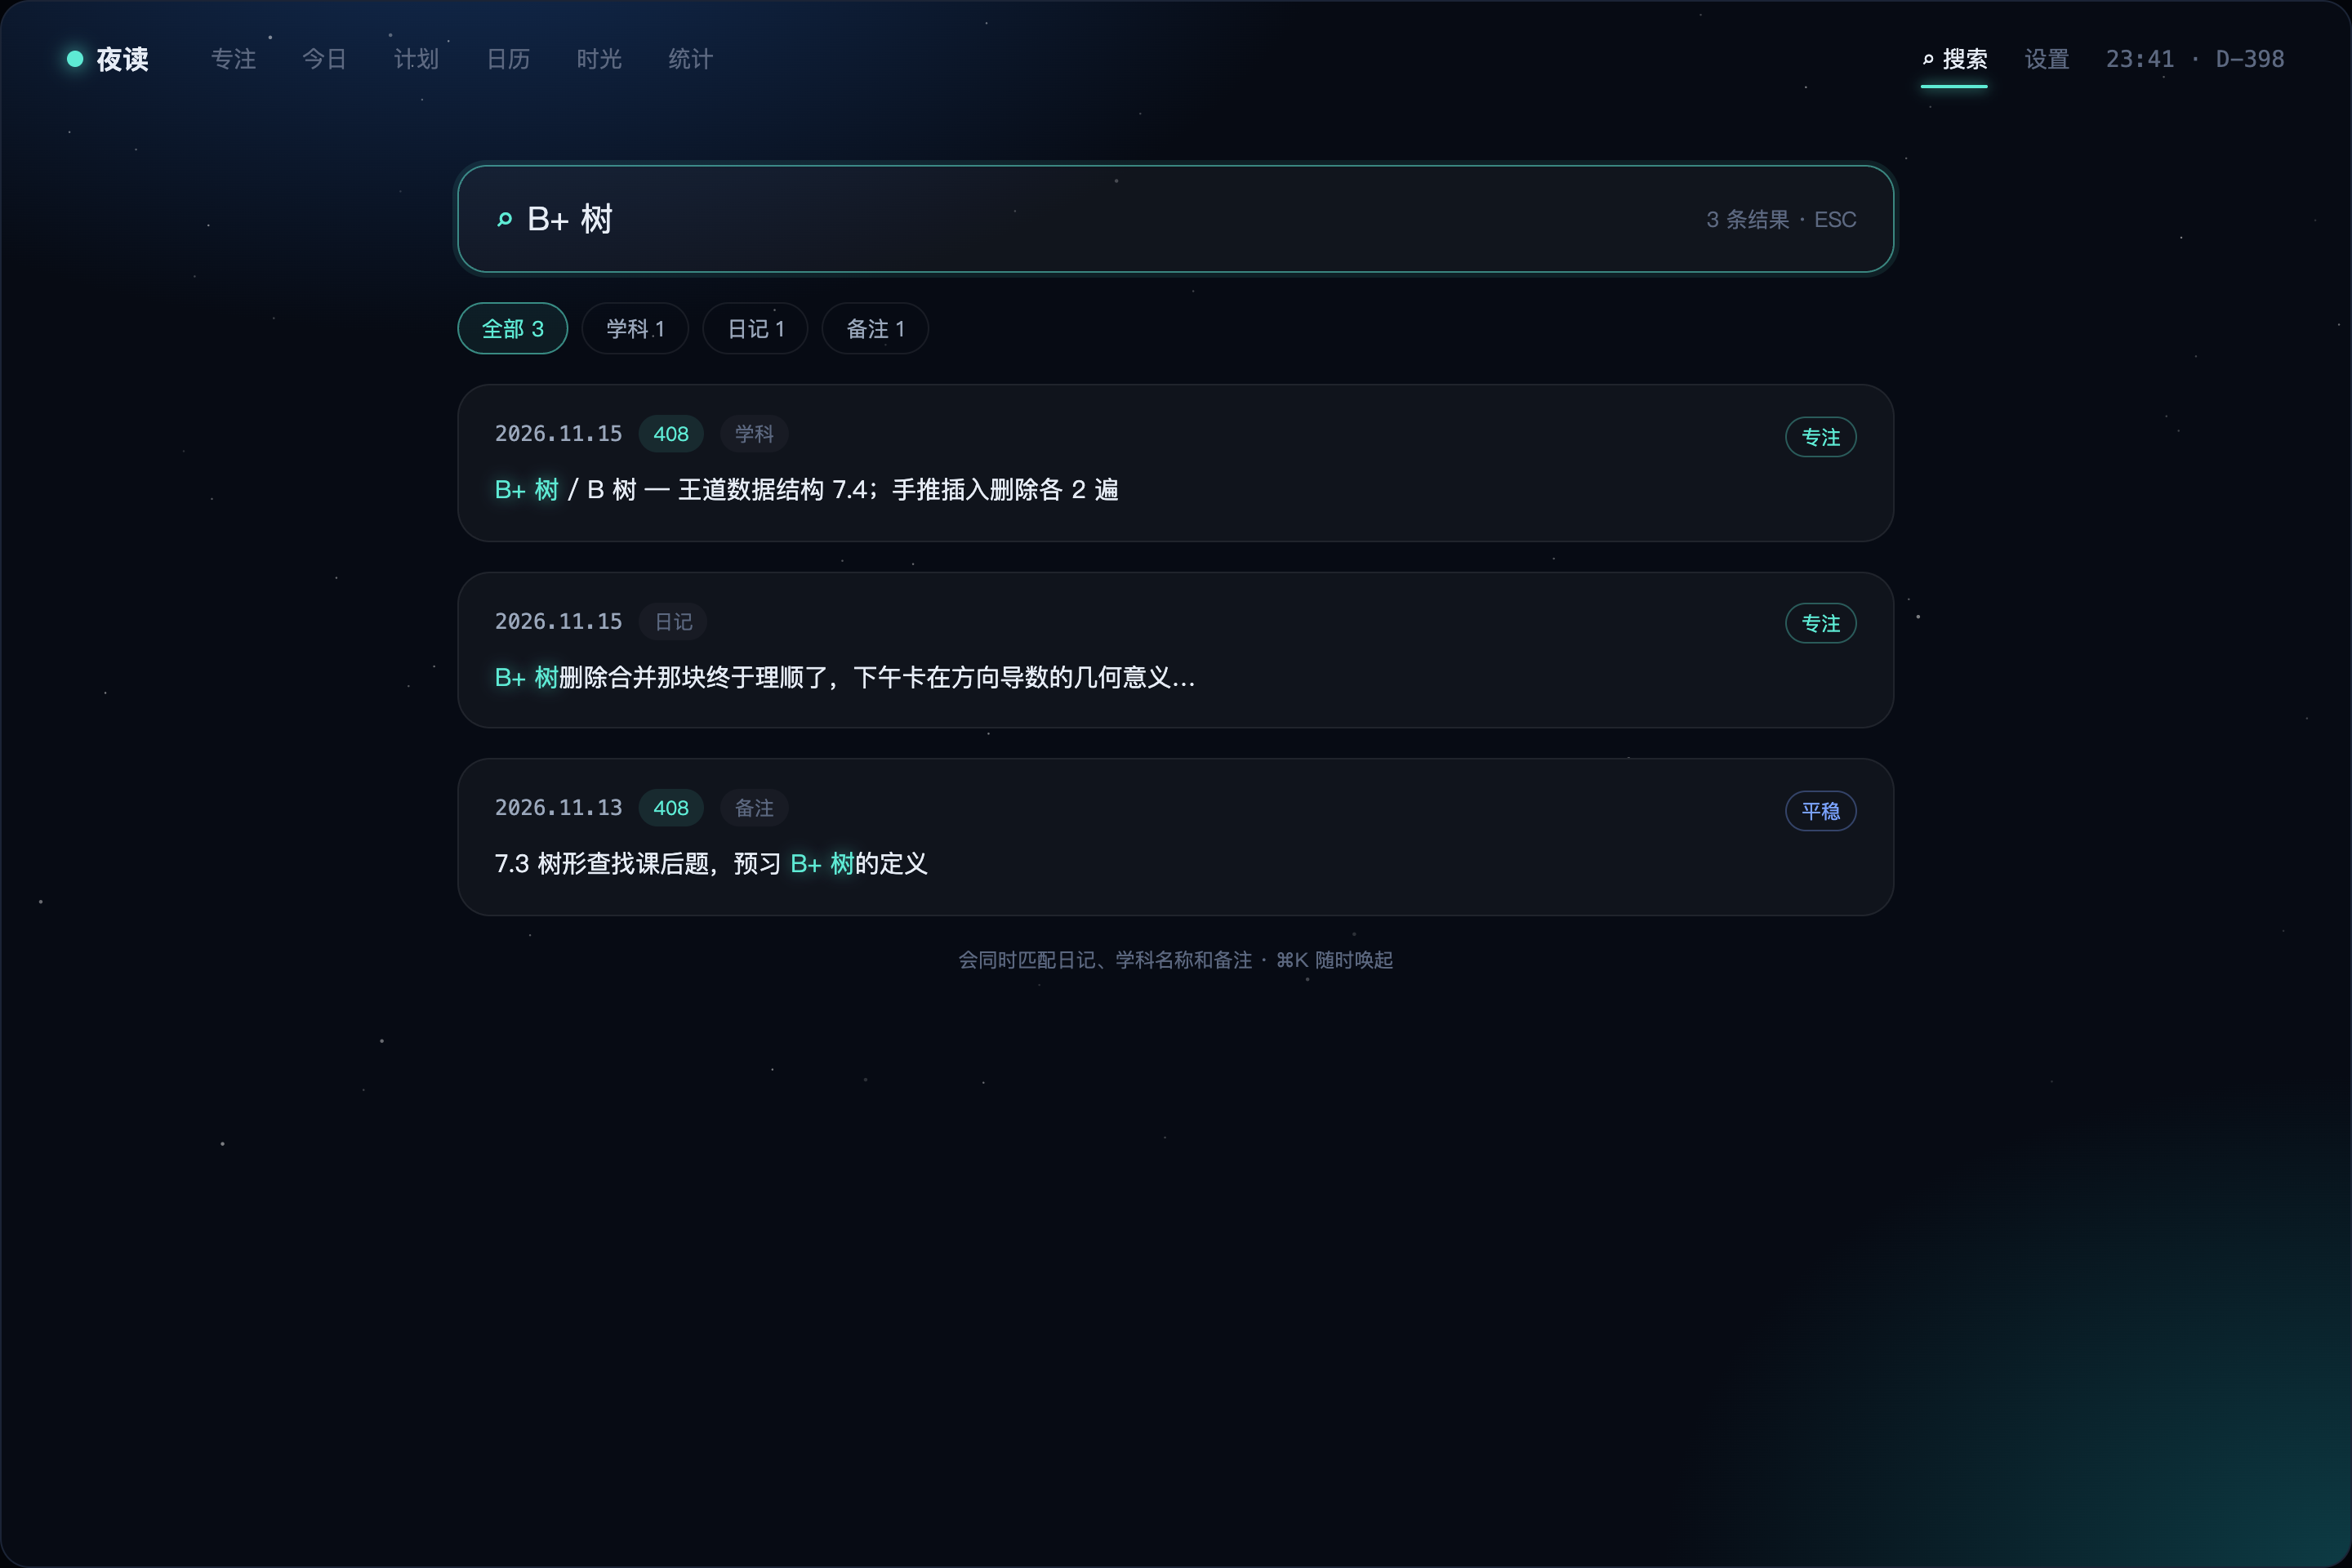 夜读 专注 今日 计划 日历 时光 统计 搜索 设置 23:41 · D-398
B+ 树 3 条结果 · ESC
全部 3 学科 1 日记 1 备注 1
2026.11.15 408 学科 专注
B+ 树 / B 树 — 王道数据结构 7.4；手推插入删除各 2 遍
2026.11.15 日记 专注
B+ 树删除合并那块终于理顺了，下午卡在方向导数的几何意义…
2026.11.13 408 备注 平稳
7.3 树形查找课后题，预习 B+ 树的定义
会同时匹配日记、学科名称和备注 · ⌘K 随时唤起